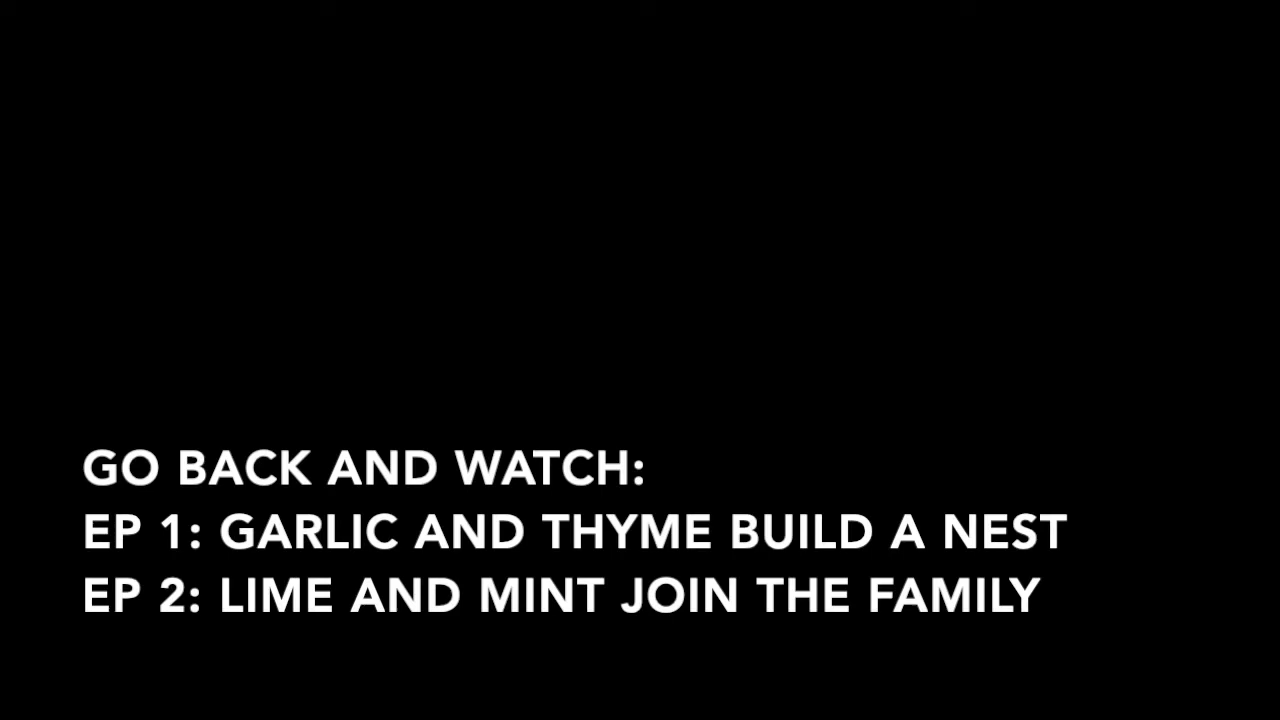 GO BACK AND WATCH:
EP 1: GARLIC AND THYME BUILD A NEST
EP 2: LIME AND MINT JOIN THE FAMILY